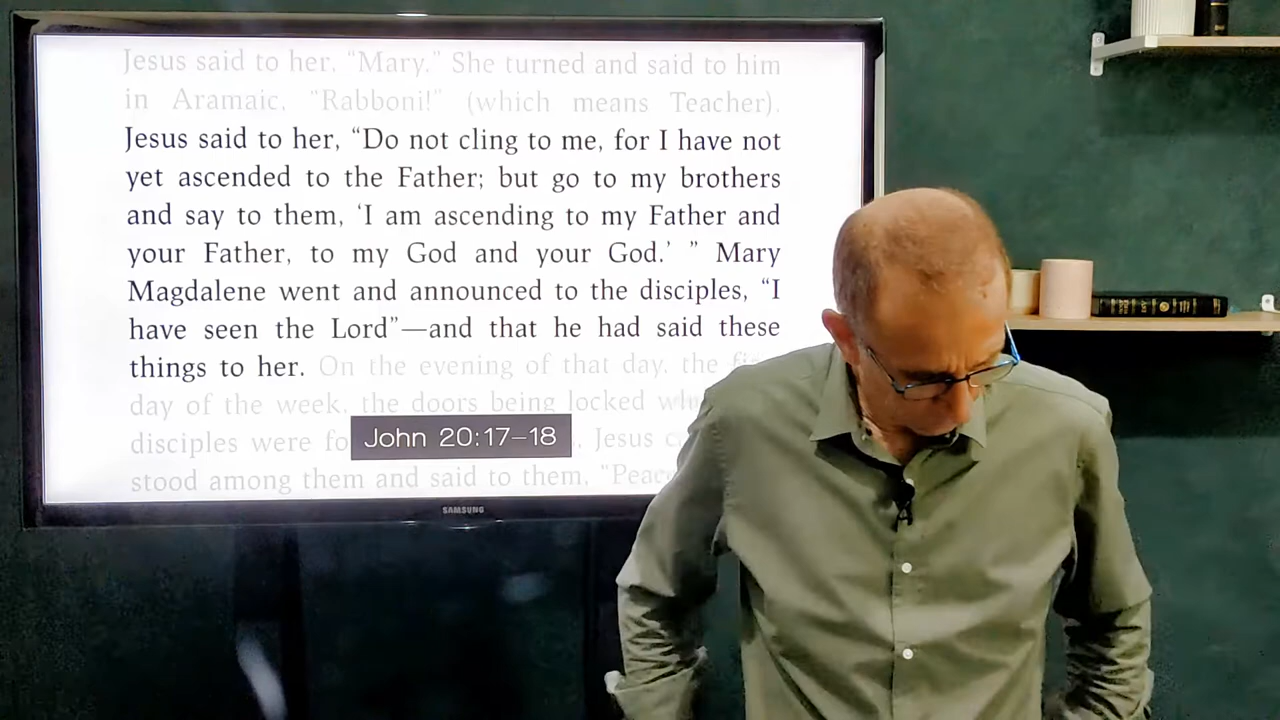 Jesus said to her, “Mary.” She turned and said to him
in Aramaic, “Rabboni!” (which means Teacher).
Jesus said to her, “Do not cling to me, for I have not
yet ascended to the Father; but go to my brothers
and say to them, ‘I am ascending to my Father and
your Father, to my God and your God.’ ” Mary
Magdalene went and announced to the disciples, “I
have seen the Lord”—and that he had said these
things to her. On the evening of that day, the
day of the week, the doors being locked
disciples were Jesus
stood among them and said to them, “Peace
John 20:17–18
SAMSUNG